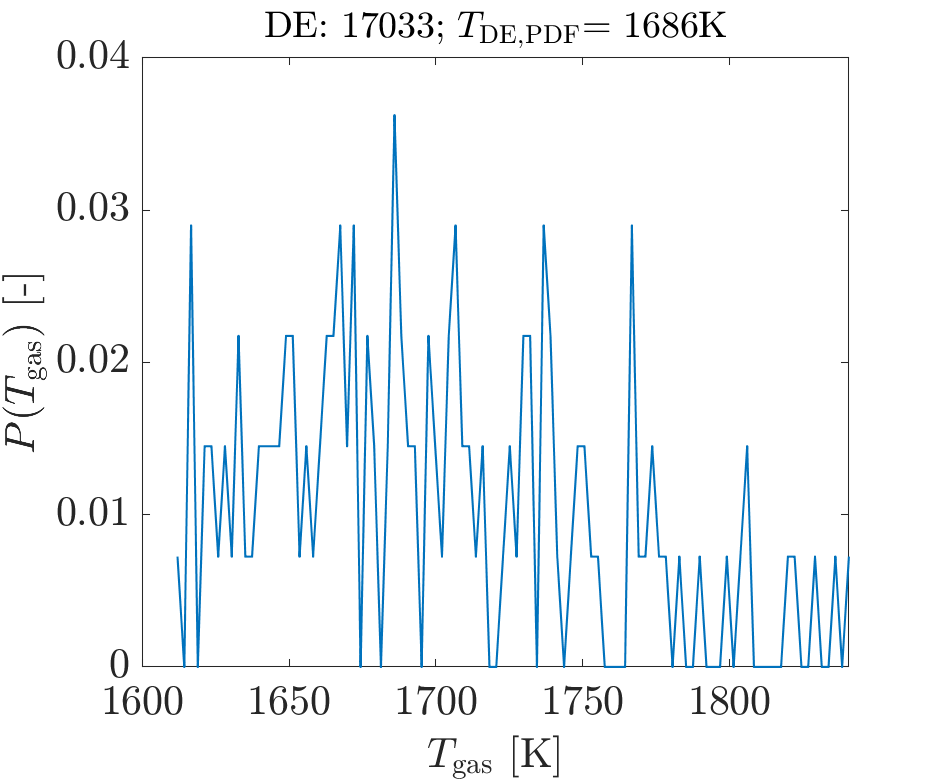 DE: 17033; T_DE,PDF= 1686K
0.04
0.03
0.02
0.01
0
P(T_gas) [-]
1600 1650 1700 1750 1800
T_gas [K]